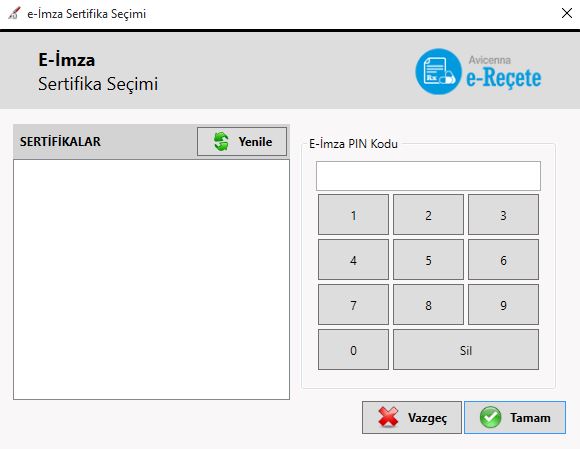 e-İmza Sertifika Seçimi
E-İmza
Sertifika Seçimi
Avicenna
e-Reçete
Rx
SERTİFİKALAR
Yenile
E-İmza PIN Kodu
1 2 3
4 5 6
7 8 9
0 Sil
Vazgeç
Tamam